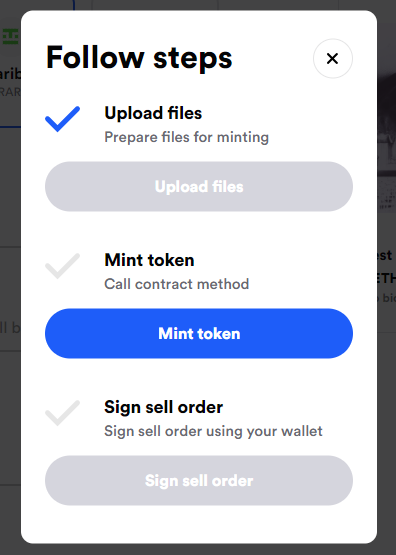 Follow steps
Upload files
Prepare files for minting
Upload files
Mint token
Call contract method
Mint token
Sign sell order
Sign sell order using your wallet
Sign sell order